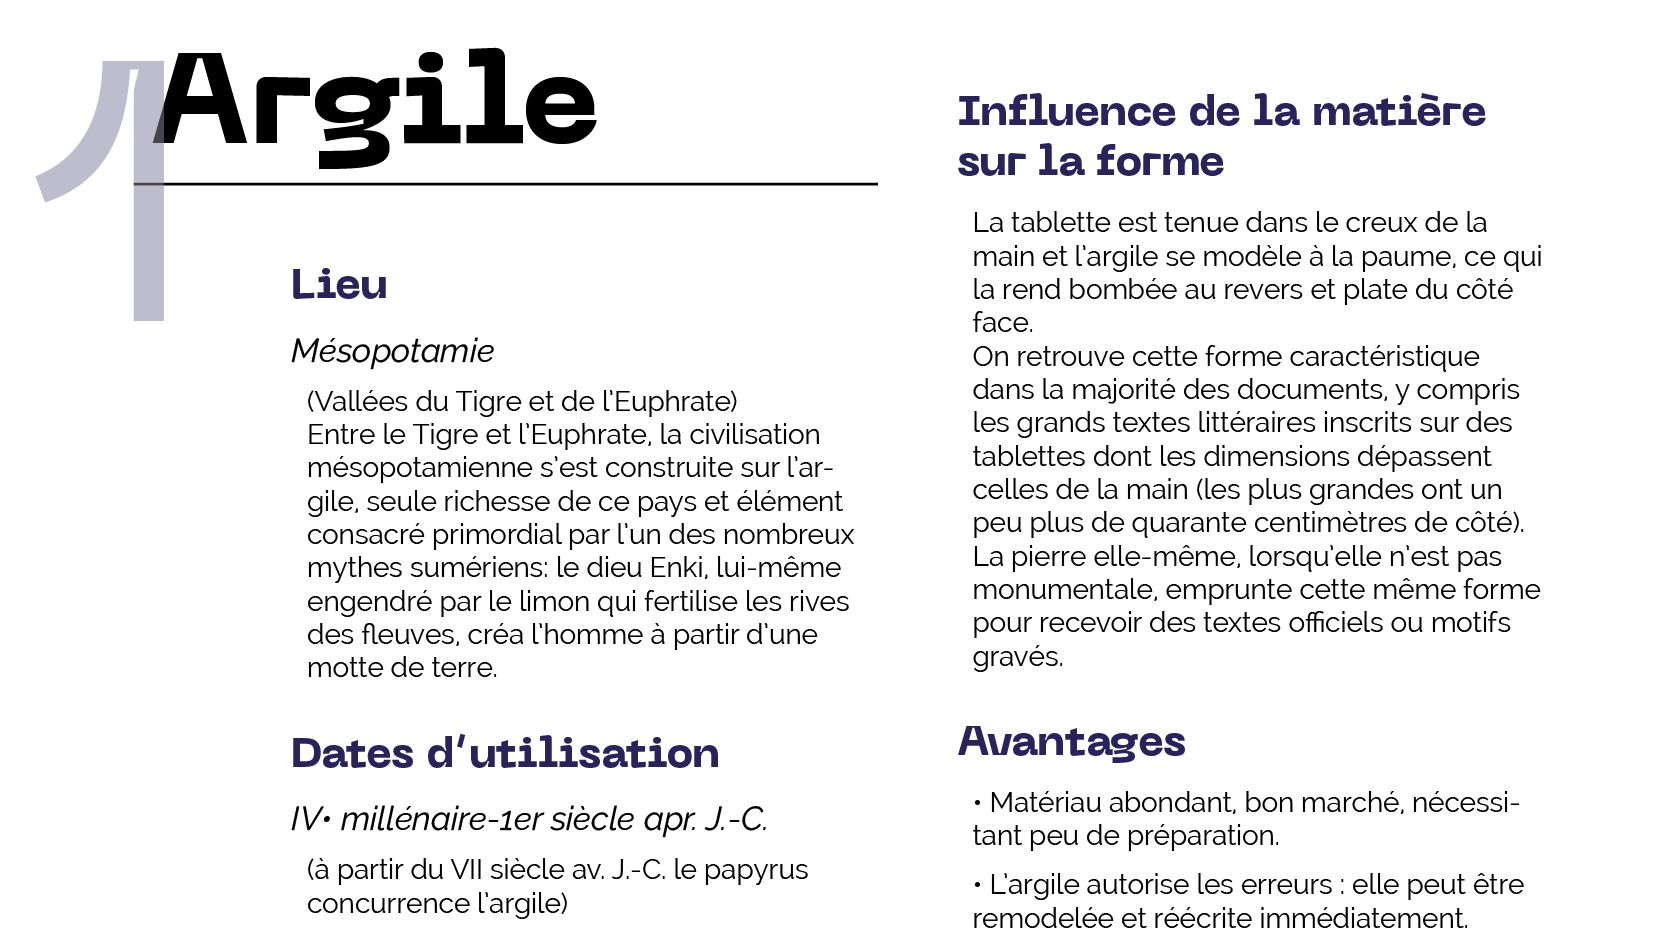 1
Argile
Lieu
Mésopotamie
(Vallées du Tigre et de l'Euphrate)
Entre le Tigre et l'Euphrate, la civilisation
mésopotamienne s'est construite sur l'ar-
gile, seule richesse de ce pays et élément
consacré primordial par l'un des nombreux
mythes sumériens: le dieu Enki, lui-même
engendré par le limon qui fertilise les rives
des fleuves, créa l'homme à partir d'une
motte de terre.
Dates d'utilisation
IV• millénaire-1er siècle apr. J.-C.
(à partir du VII siècle av. J.-C. le papyrus
concurrence l'argile)
Influence de la matière
sur la forme
La tablette est tenue dans le creux de la
main et l'argile se modèle à la paume, ce qui
la rend bombée au revers et plate du côté
face.
On retrouve cette forme caractéristique
dans la majorité des documents, y compris
les grands textes littéraires inscrits sur des
tablettes dont les dimensions dépassent
celles de la main (les plus grandes ont un
peu plus de quarante centimètres de côté).
La pierre elle-même, lorsqu'elle n'est pas
monumentale, emprunte cette même forme
pour recevoir des textes officiels ou motifs
gravés.
Avantages
• Matériau abondant, bon marché, nécessi-
tant peu de préparation.
• L'argile autorise les erreurs : elle peut être
remodelée et réécrite immédiatement.